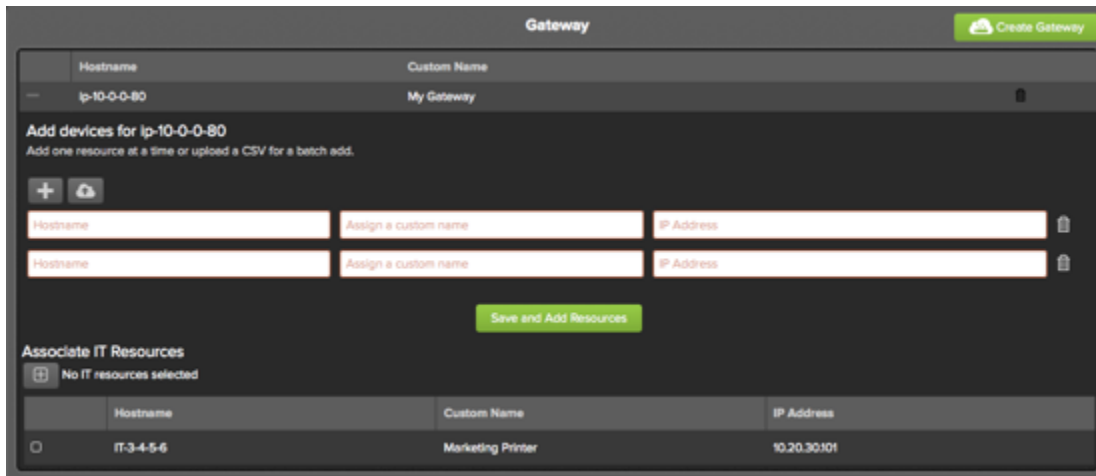 Gateway
Create Gateway
Hostname Custom Name
ip-10-0-0-80 My Gateway
Add devices for ip-10-0-0-80
Add one resource at a time or upload a CSV for a batch add.
Hostname Assign a custom name IP Address
Hostname Assign a custom name IP Address
Save and Add Resources
Associate IT Resources
No IT resources selected
Hostname Custom Name IP Address
IT-3-4-5-6 Marketing Printer 10.20.30.101